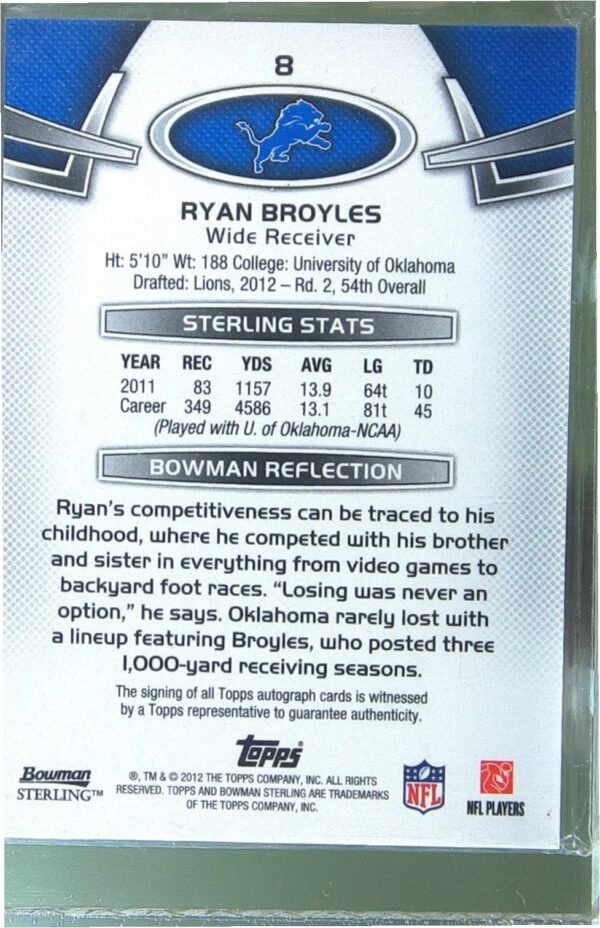 8
RYAN BROYLES
Wide Receiver
Ht: 5'10" Wt: 188 College: University of Oklahoma
Drafted: Lions, 2012 – Rd. 2, 54th Overall
STERLING STATS
YEAR REC YDS AVG LG TD
2011 83 1157 13.9 64t 10
Career 349 4586 13.1 81t 45
(Played with U. of Oklahoma-NCAA)
BOWMAN REFLECTION
Ryan's competitiveness can be traced to his
childhood, where he competed with his brother
and sister in everything from video games to
backyard foot races. "Losing was never an
option," he says. Oklahoma rarely lost with
a lineup featuring Broyles, who posted three
1,000-yard receiving seasons.
The signing of all Topps autograph cards is witnessed
by a Topps representative to guarantee authenticity.
topps®
Bowman
STERLING™
®, TM & © 2012 THE TOPPS COMPANY, INC. ALL RIGHTS
RESERVED. TOPPS AND BOWMAN STERLING ARE TRADEMARKS
OF THE TOPPS COMPANY, INC.
NFL
NFL PLAYERS